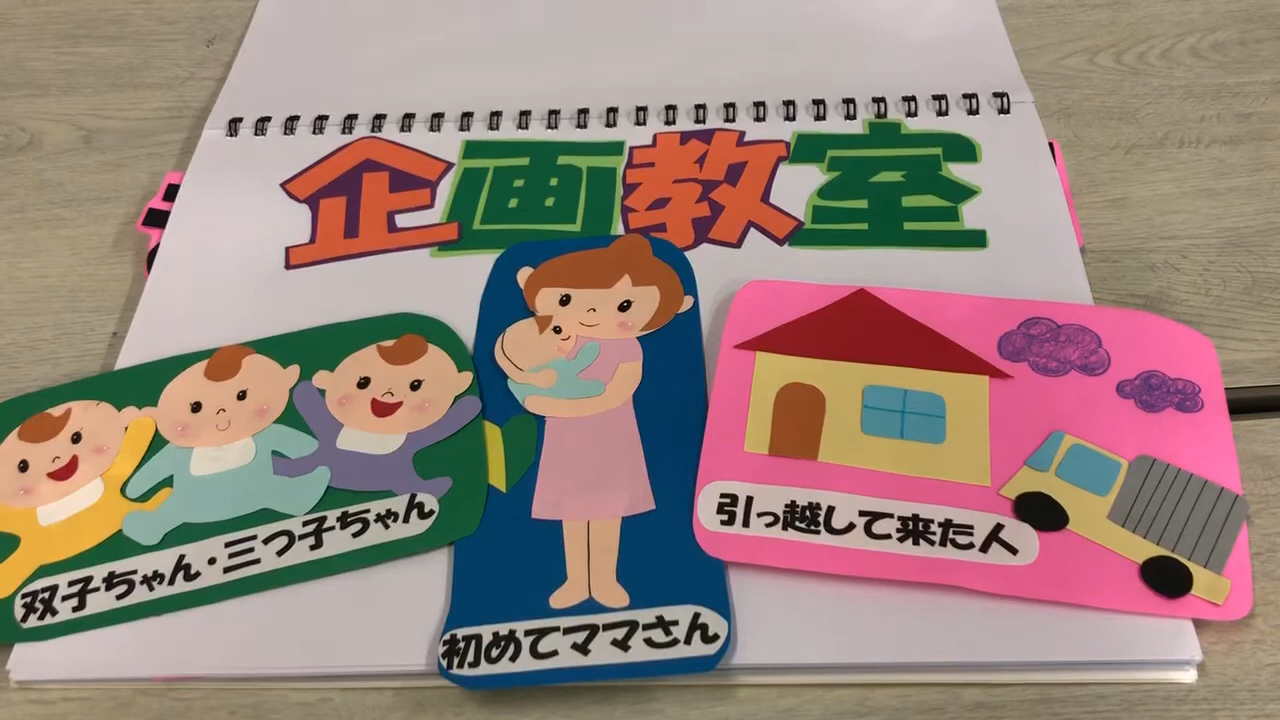 企画教室
双子ちゃん・三つ子ちゃん
初めてママさん
引っ越して来た人